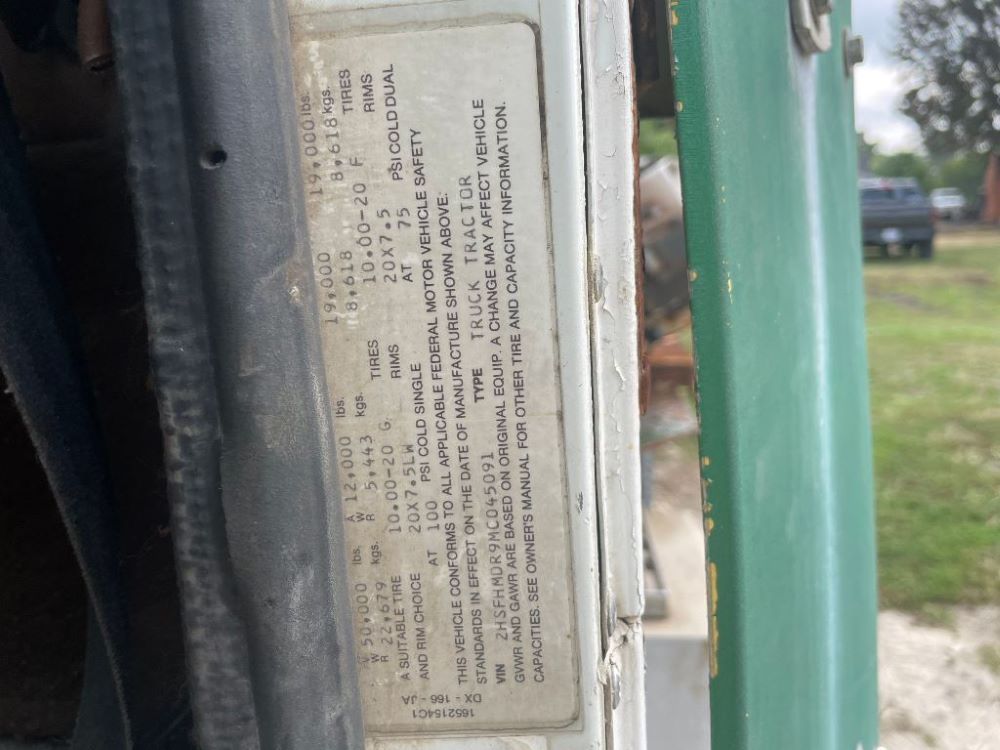 V 50,000 lbs. A 12,000 lbs. 19,000 19,000 lbs.
W W
R 22,679 kgs. R 5,443 kgs. 8,618 8,618 kgs.
A SUITABLE TIRE 10.00-20 G. TIRES 10.00-20 F TIRES
AND RIM CHOICE 20X7.5LW RIMS 20X7.5 RIMS
AT 100 PSI COLD SINGLE AT 75 PSI COLD DUAL
THIS VEHICLE CONFORMS TO ALL APPLICABLE FEDERAL MOTOR VEHICLE SAFETY
STANDARDS IN EFFECT ON THE DATE OF MANUFACTURE SHOWN ABOVE:
VIN 2HSFHMDR9MC045091 TYPE TRUCK TRACTOR
GVWR AND GAWR ARE BASED ON ORIGINAL EQUIP. A CHANGE MAY AFFECT VEHICLE
CAPACITIES. SEE OWNER'S MANUAL FOR OTHER TIRE AND CAPACITY INFORMATION.
DX - 166 - JA
1652154C1